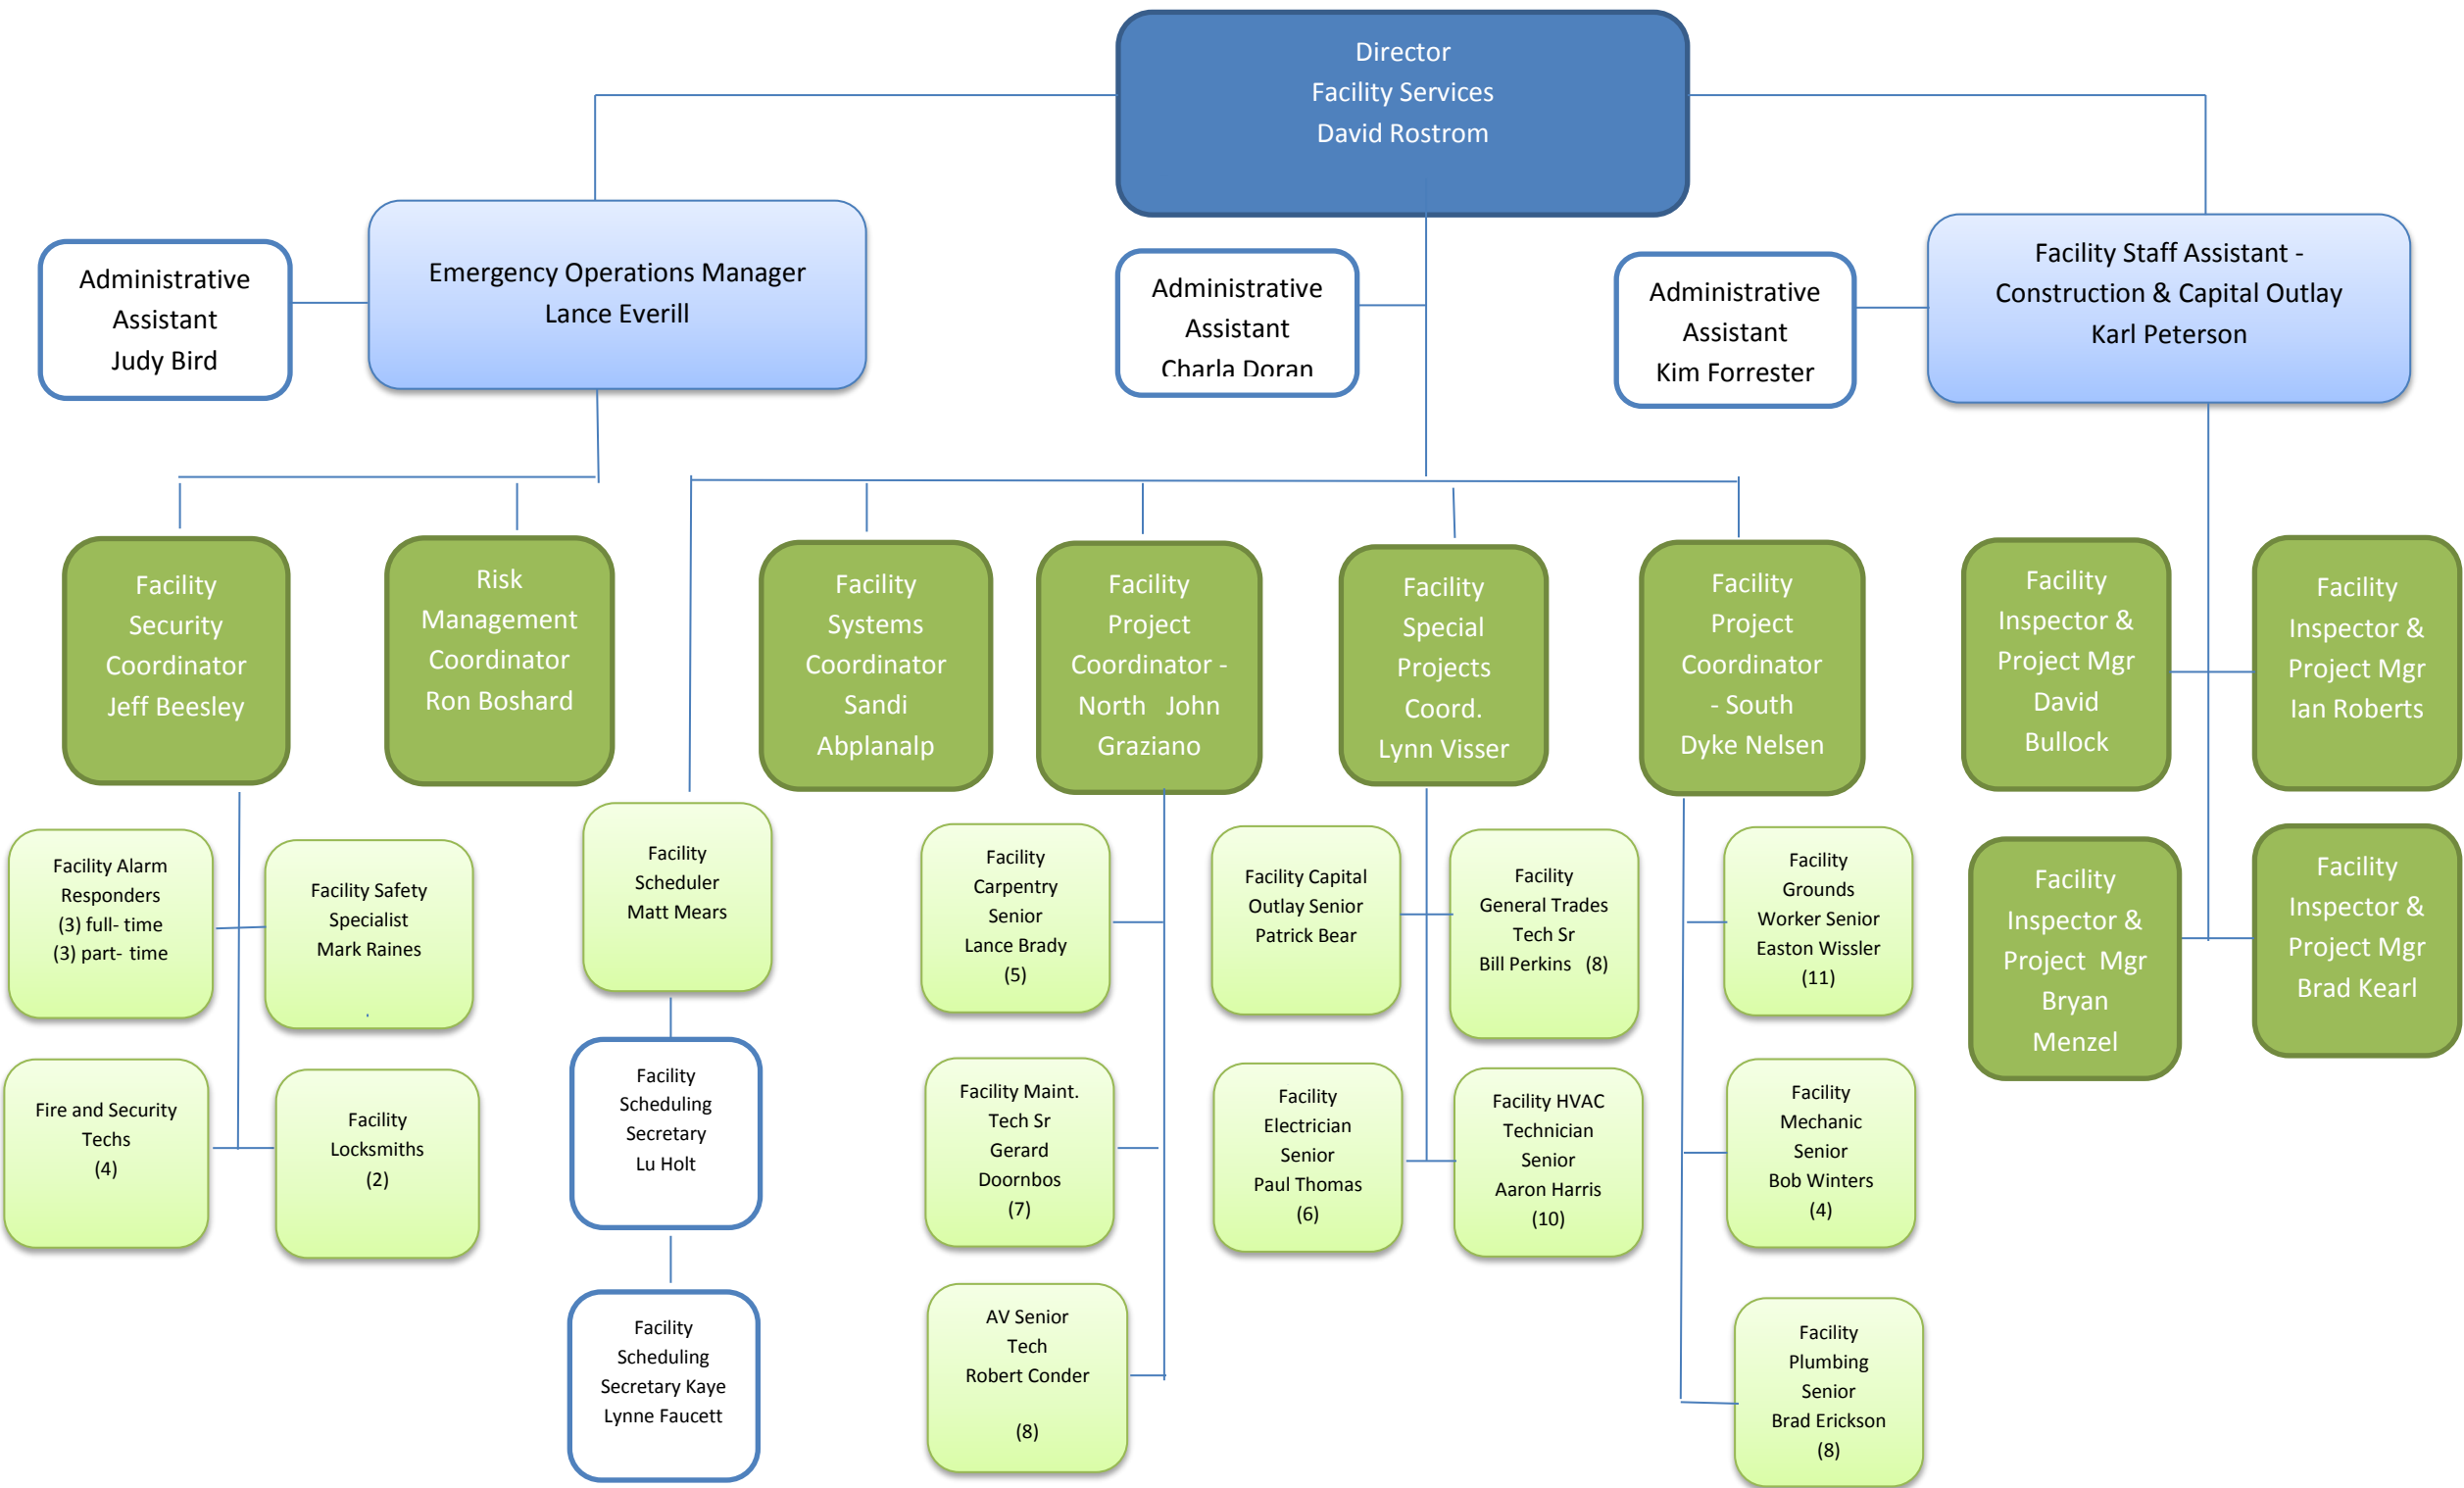 Director
Facility Services
David Rostrom
Administrative
Assistant
Judy Bird
Emergency Operations Manager
Lance Everill
Administrative
Assistant
Charla Doran
Administrative
Assistant
Kim Forrester
Facility Staff Assistant -
Construction & Capital Outlay
Karl Peterson
Facility
Security
Coordinator
Jeff Beesley
Risk
Management
Coordinator
Ron Boshard
Facility
Systems
Coordinator
Sandi
Abplanalp
Facility
Project
Coordinator -
North John
Graziano
Facility
Special
Projects
Coord.
Lynn Visser
Facility
Project
Coordinator
- South
Dyke Nelsen
Facility
Inspector &
Project Mgr
David
Bullock
Facility
Inspector &
Project Mgr
Ian Roberts
Facility Alarm
Responders
(3) full- time
(3) part- time
Facility Safety
Specialist
Mark Raines
.
Facility
Scheduler
Matt Mears
Facility
Carpentry
Senior
Lance Brady
(5)
Facility Capital
Outlay Senior
Patrick Bear
Facility
General Trades
Tech Sr
Bill Perkins (8)
Facility
Grounds
Worker Senior
Easton Wissler
(11)
Facility
Inspector &
Project Mgr
Bryan
Menzel
Facility
Inspector &
Project Mgr
Brad Kearl
Fire and Security
Techs
(4)
Facility
Locksmiths
(2)
Facility
Scheduling
Secretary
Lu Holt
Facility Maint.
Tech Sr
Gerard
Doornbos
(7)
Facility
Electrician
Senior
Paul Thomas
(6)
Facility HVAC
Technician
Senior
Aaron Harris
(10)
Facility
Mechanic
Senior
Bob Winters
(4)
Facility
Scheduling
Secretary Kaye
Lynne Faucett
AV Senior
Tech
Robert Conder
(8)
Facility
Plumbing
Senior
Brad Erickson
(8)